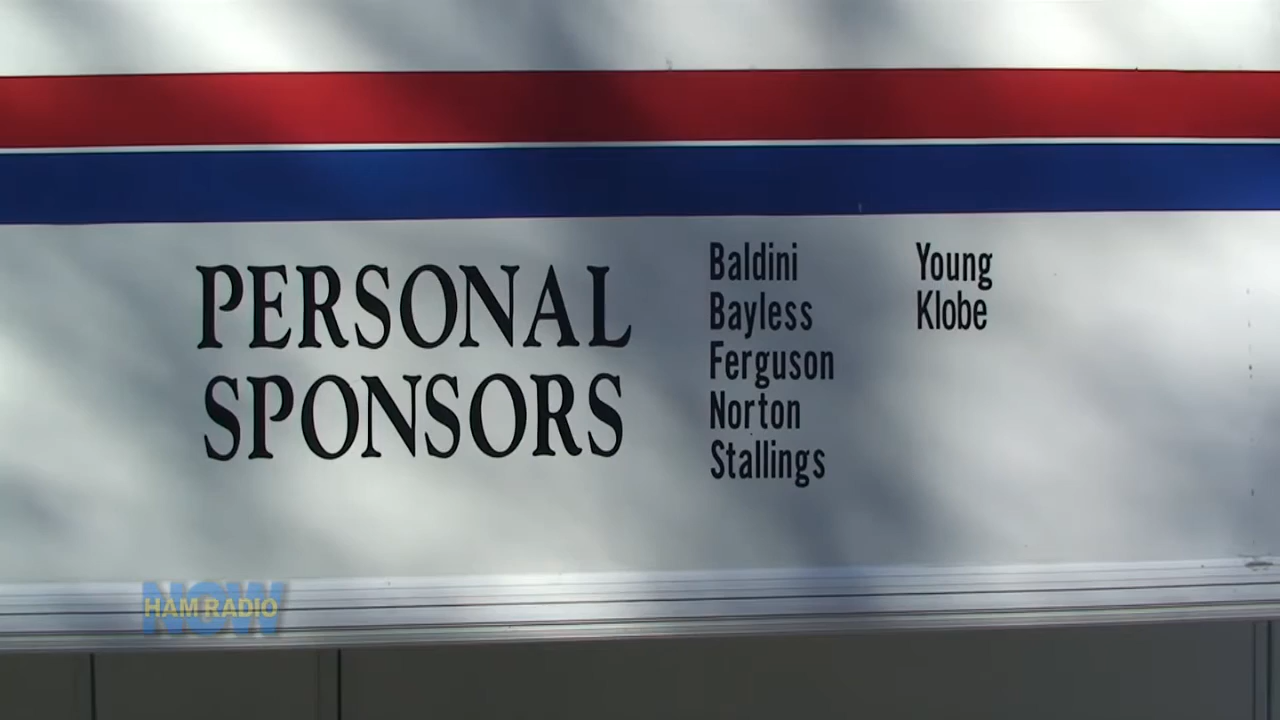 PERSONAL
SPONSORS
Baldini
Bayless
Ferguson
Norton
Stallings
Young
Klobe
NOW
HAM RADIO